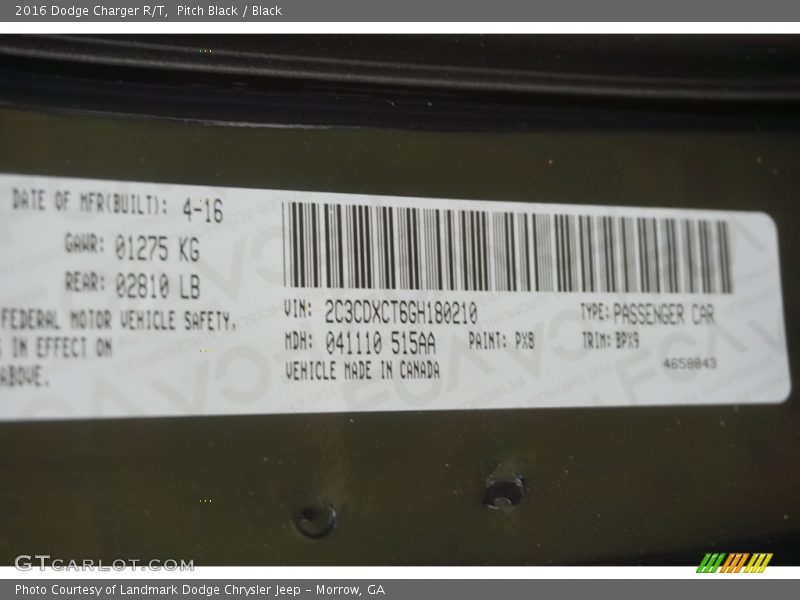 2016 Dodge Charger R/T, Pitch Black / Black
DATE OF MFR(BUILT): 4-16
GAWR: 01275 KG
REAR: 02810 LB
FEDERAL MOTOR VEHICLE SAFETY,
IN EFFECT ON
ABOVE.
VIN: 2C3CDXCT6GH180210
TYPE: PASSENGER CAR
MDH: 041110 515AA
PAINT: PX8
TRIM: BPX9
VEHICLE MADE IN CANADA
4658843
GTCARLOT.COM
Photo Courtesy of Landmark Dodge Chrysler Jeep – Morrow, GA